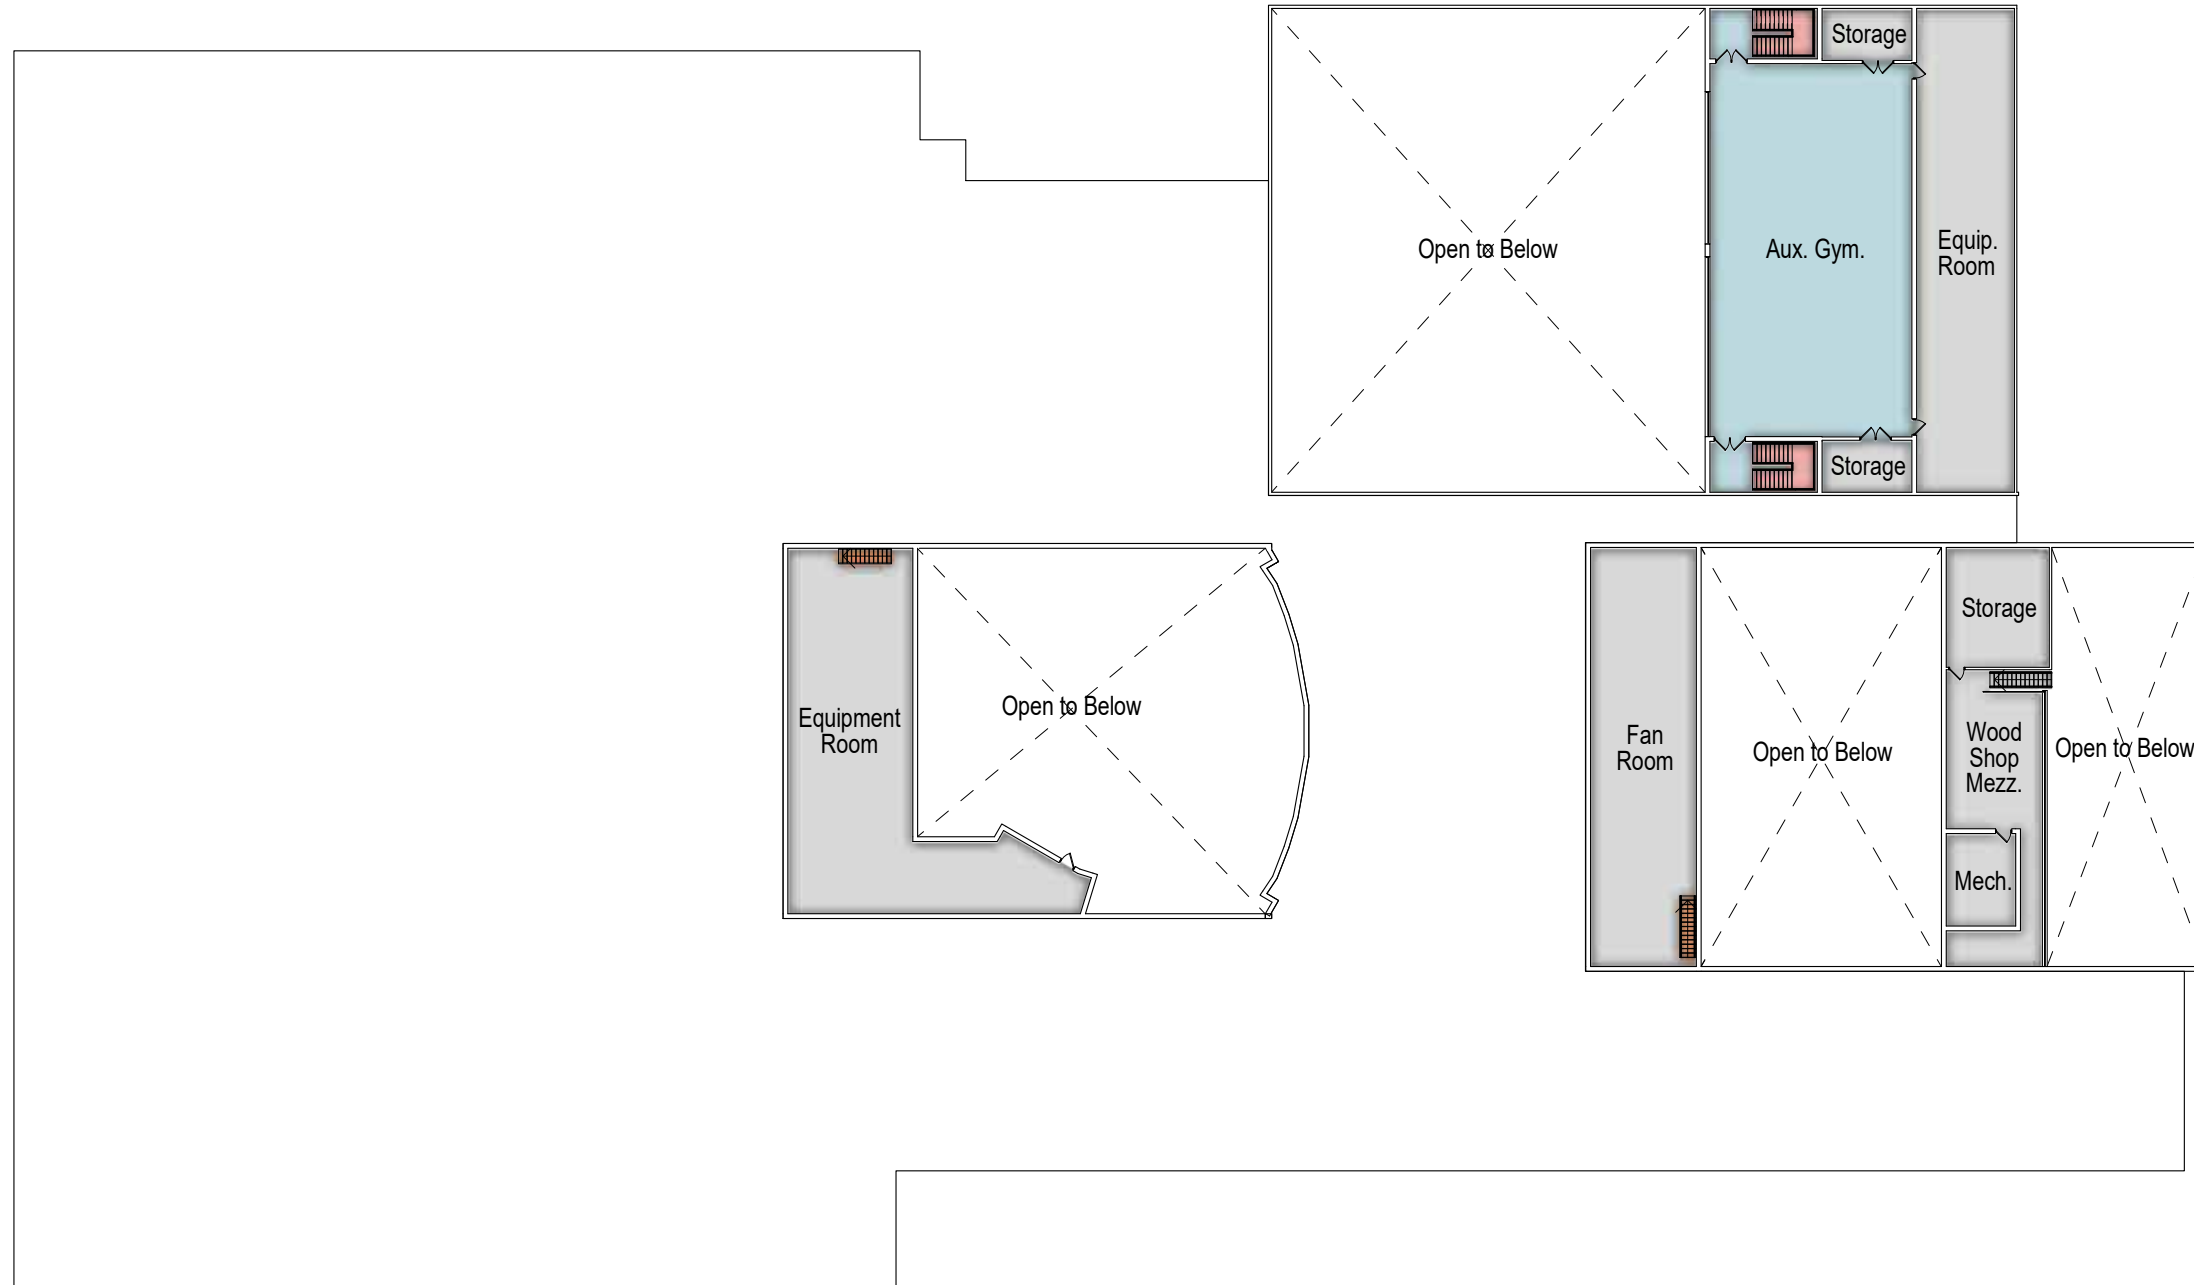 Storage
Open to Below
Aux. Gym.
Equip.
Room
Storage
Storage
Equipment
Room
Open to Below
Fan
Room
Open to Below
Wood
Shop
Mezz.
Open to Below
Mech.